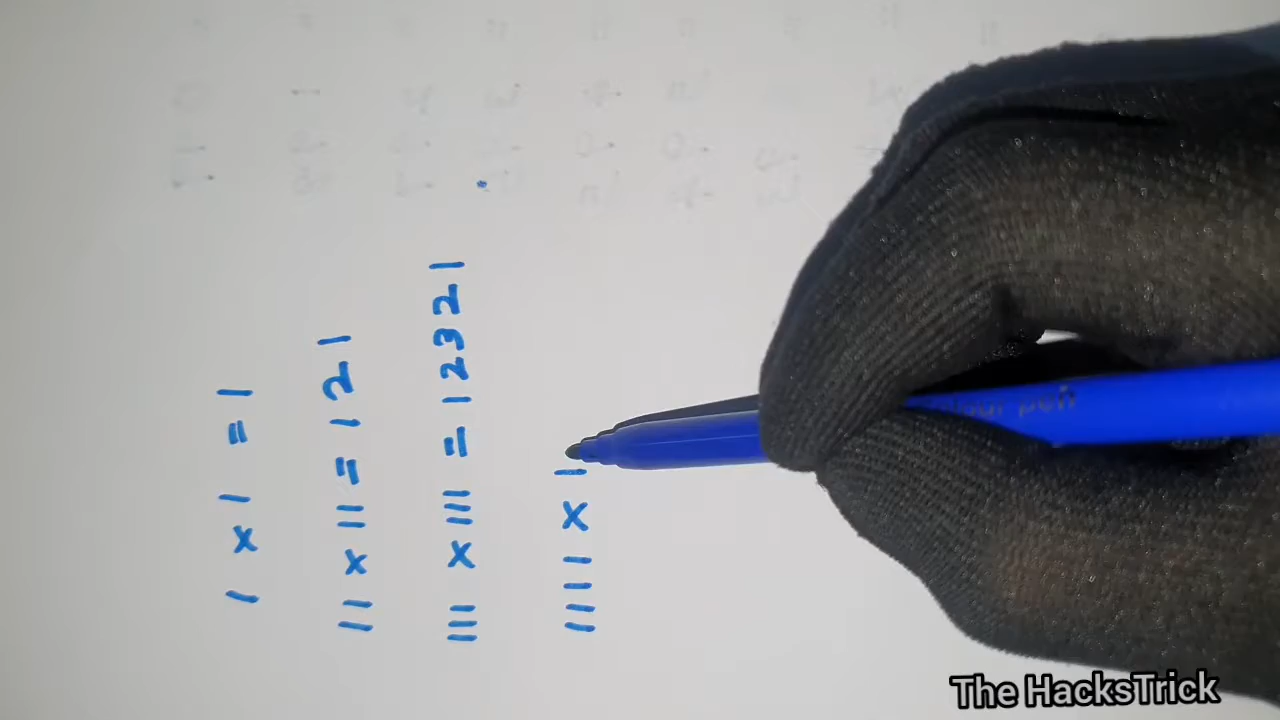 1 x 1 = 1
11 x 11 = 121
111 x 111 = 12321
1111 x 1
The HacksTrick